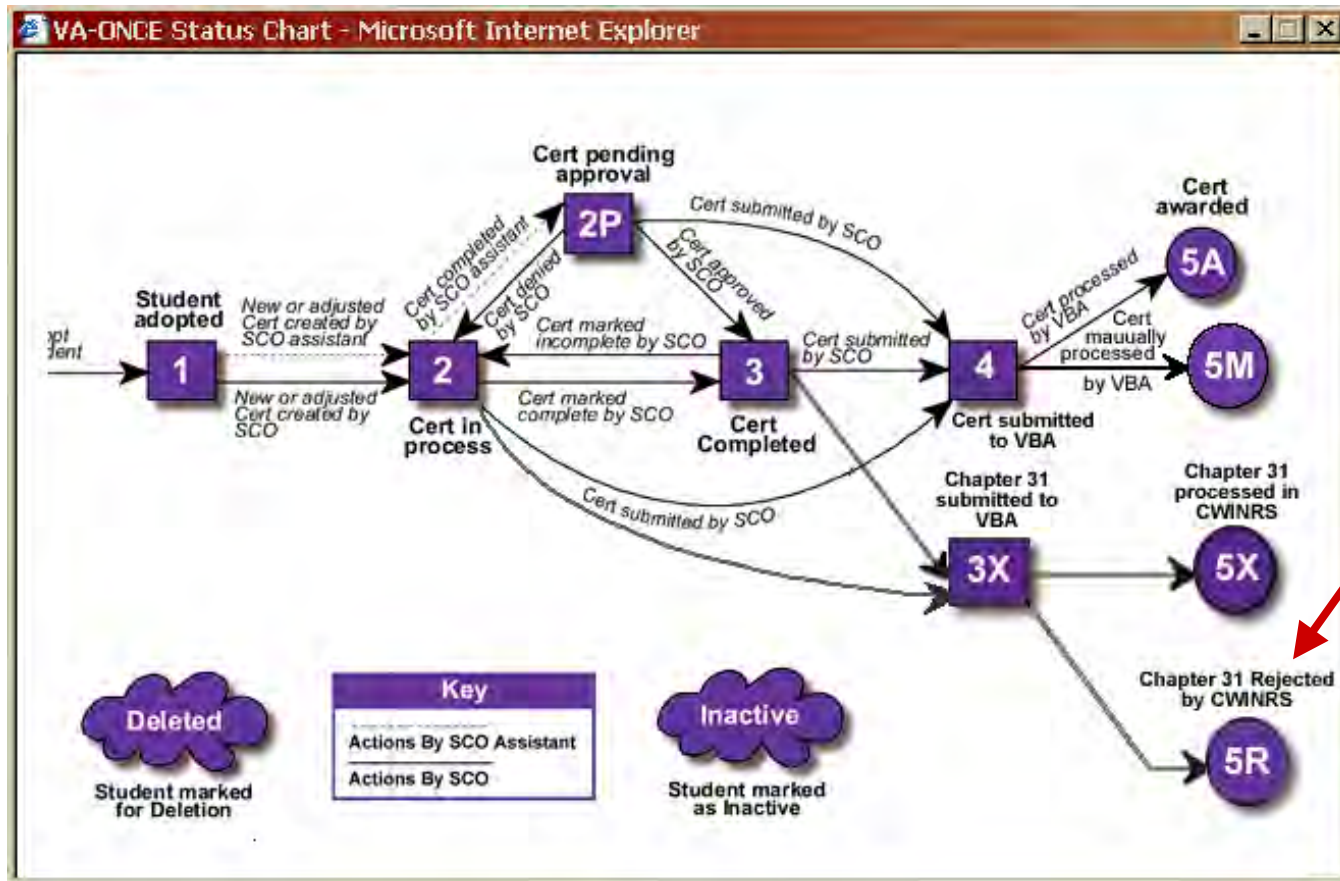 VA-ONCE Status Chart - Microsoft Internet Explorer
Cert pending
approval
2P
Cert submitted by SCO
Cert
awarded
5A
Cert completed
by SCO assistant
Cert denied
by SCO
Cert approved
by SCO
Cert processed
by VBA
Student
adopted
New or adjusted
Cert created by
SCO assistant
opt
dent
1
New or adjusted
Cert created by
SCO
2
Cert in
process
Cert marked
incomplete by SCO
Cert marked
complete by SCO
3
Cert
Completed
Cert submitted
by SCO
4
Cert submitted
to VBA
Cert
mauually
processed
by VBA
5M
Cert submitted by SCO
Chapter 31
submitted to
VBA
3X
Chapter 31
processed in
CWINRS
5X
Chapter 31 Rejected
by CWINRS
5R
Deleted
Student marked
for Deletion
Key
Actions By SCO Assistant
Actions By SCO
Inactive
Student marked
as Inactive